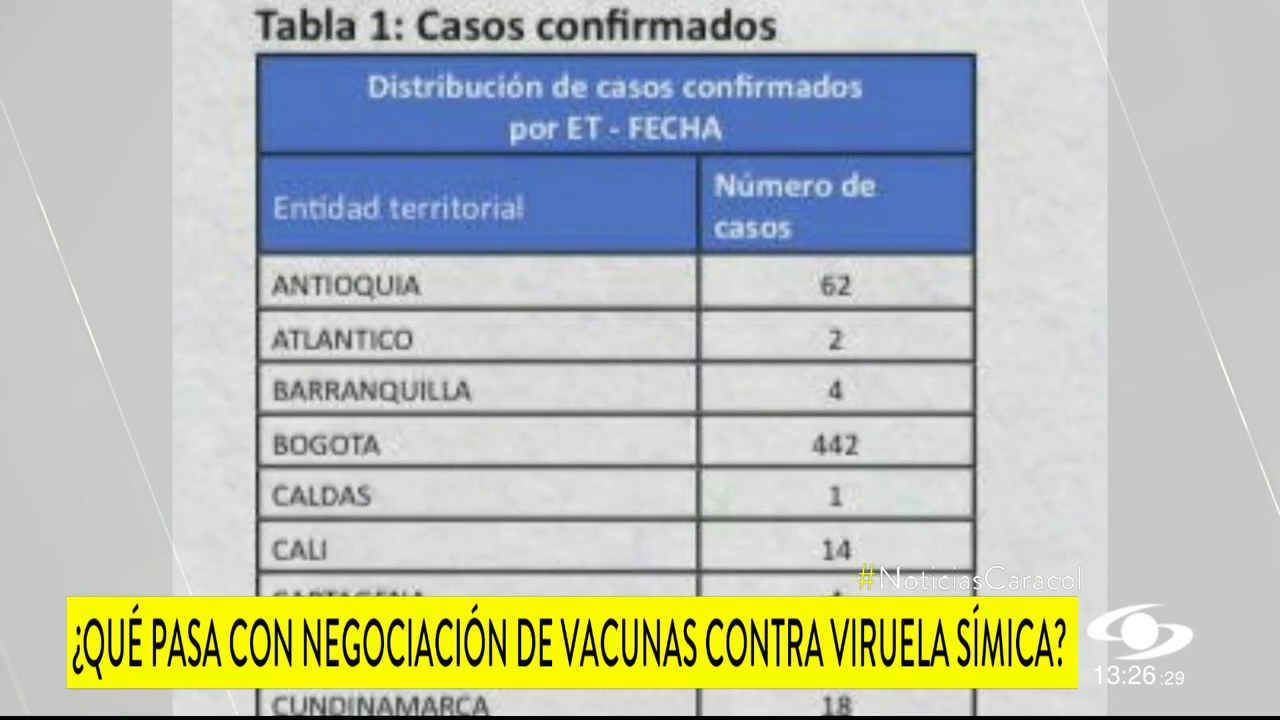 Tabla 1: Casos confirmados
Distribución de casos confirmados
por ET - FECHA
Entidad territorial
Número de
casos
ANTIOQUIA 62
ATLANTICO 2
BARRANQUILLA 4
BOGOTA 442
CALDAS 1
CALI 14
#NoticiasCaracol
¿QUÉ PASA CON NEGOCIACIÓN DE VACUNAS CONTRA VIRUELA SÍMICA?
13:26:29
CUNDINAMARCA 18